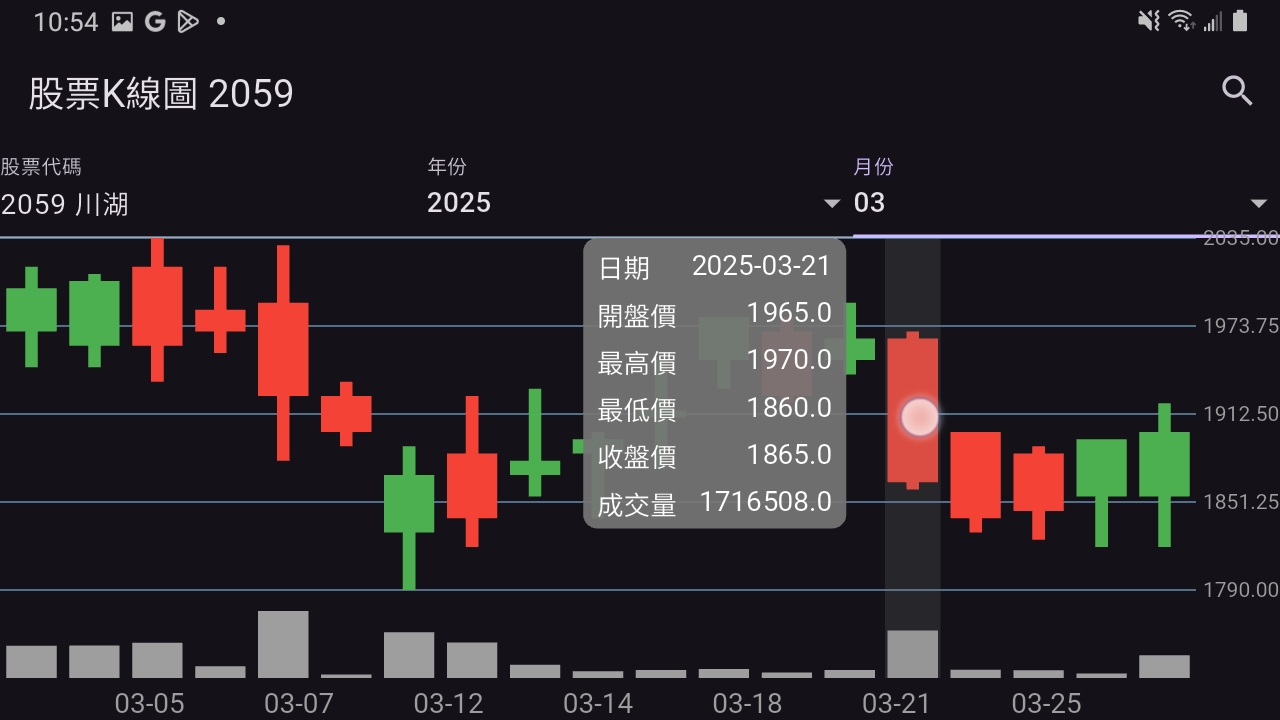 10:54
股票K線圖 2059
股票代碼
年份
月份
2059 川湖
2025
03
2035.00
日期 2025-03-21
開盤價 1965.0
1973.75
最高價 1970.0
最低價 1860.0
1912.50
收盤價 1865.0
成交量 1716508.0
1851.25
1790.00
03-05 03-07 03-12 03-14 03-18 03-21 03-25